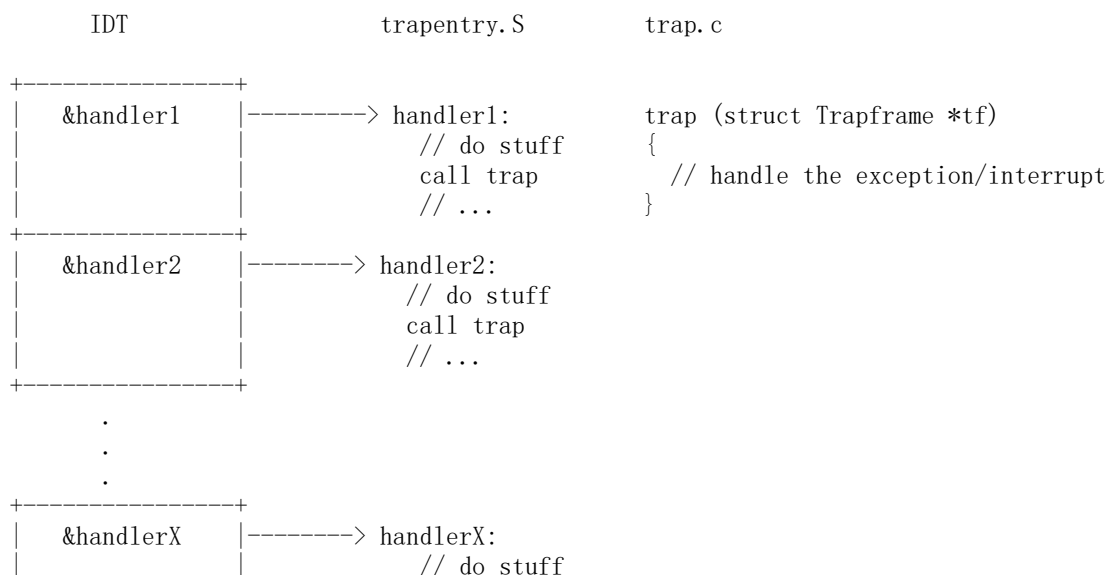 IDT                   trapentry.S         trap.c
+----------------+
|   &handler1    |---------> handler1:          trap (struct Trapframe *tf)
|                |             // do stuff      {
|                |             call trap          // handle the exception/interrupt
|                |             // ...           }
+----------------+
|   &handler2    |--------> handler2:
|                |            // do stuff
|                |            call trap
|                |            // ...
+----------------+
       .
       .
       .
+----------------+
|   &handlerX    |--------> handlerX:
|                |             // do stuff